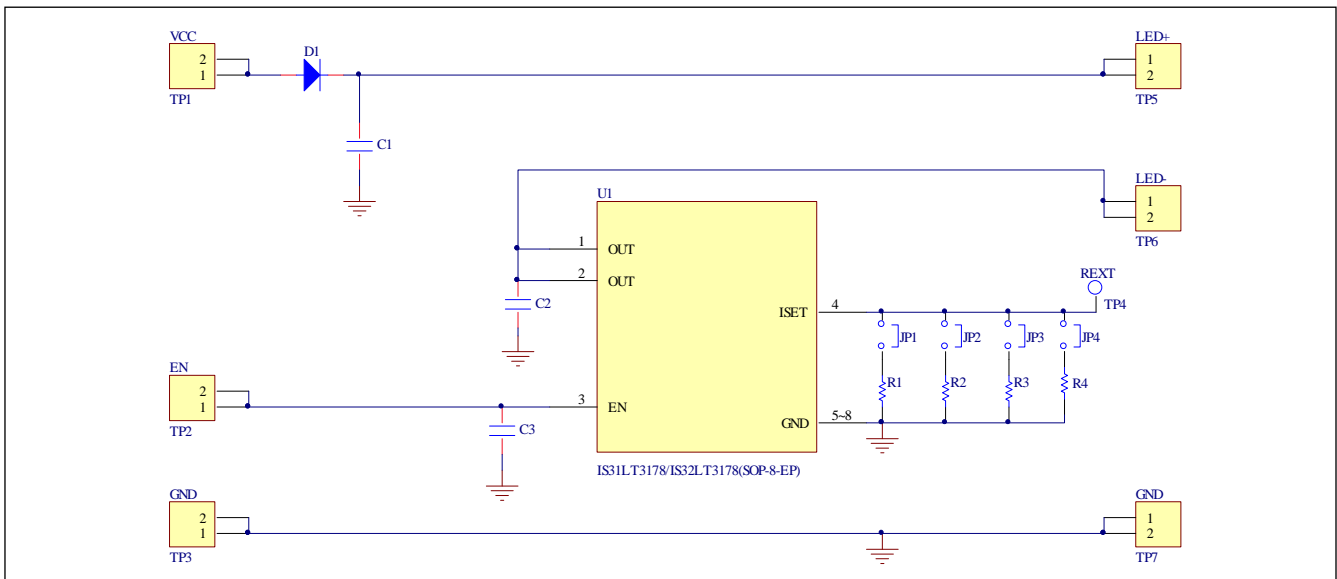 VCC
2
1
TP1
D1
C1
LED+
1
2
TP5
LED-
1
2
TP6
U1
1 OUT
2 OUT
C2
ISET 4
REXT
TP4
JP1 JP2 JP3 JP4
R1 R2 R3 R4
EN
2
1
TP2
3 EN
C3
GND 5~8
IS31LT3178/IS32LT3178(SOP-8-EP)
GND
2
1
TP3
GND
1
2
TP7